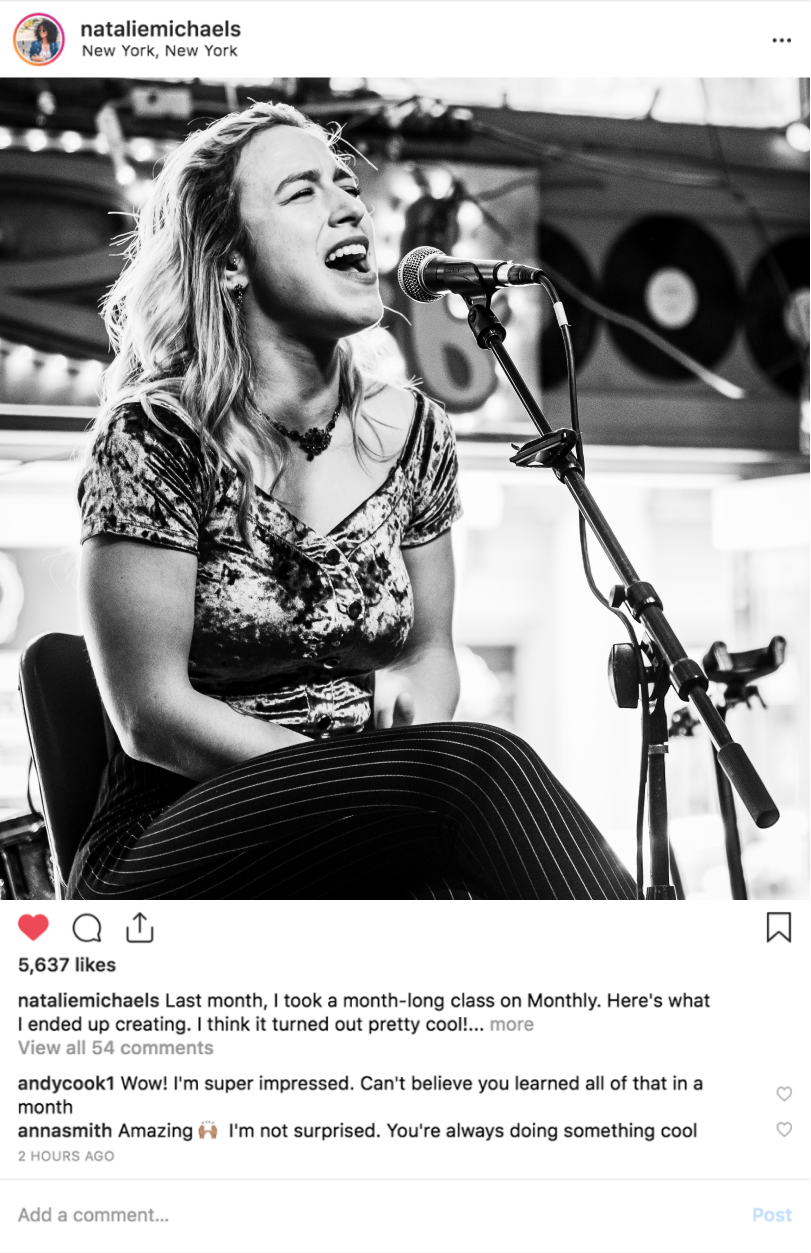 nataliemichaels
New York, New York
nataliemichaels Last month, I took a month-long class on Monthly. Here's what
I ended up creating. I think it turned out pretty cool!... more
5,637 likes
View all 54 comments
andycook1 Wow! I'm super impressed. Can't believe you learned all of that in a
month
annasmith Amazing 🙌🏽 I'm not surprised. You're always doing something cool
2 HOURS AGO
Add a comment...
Post